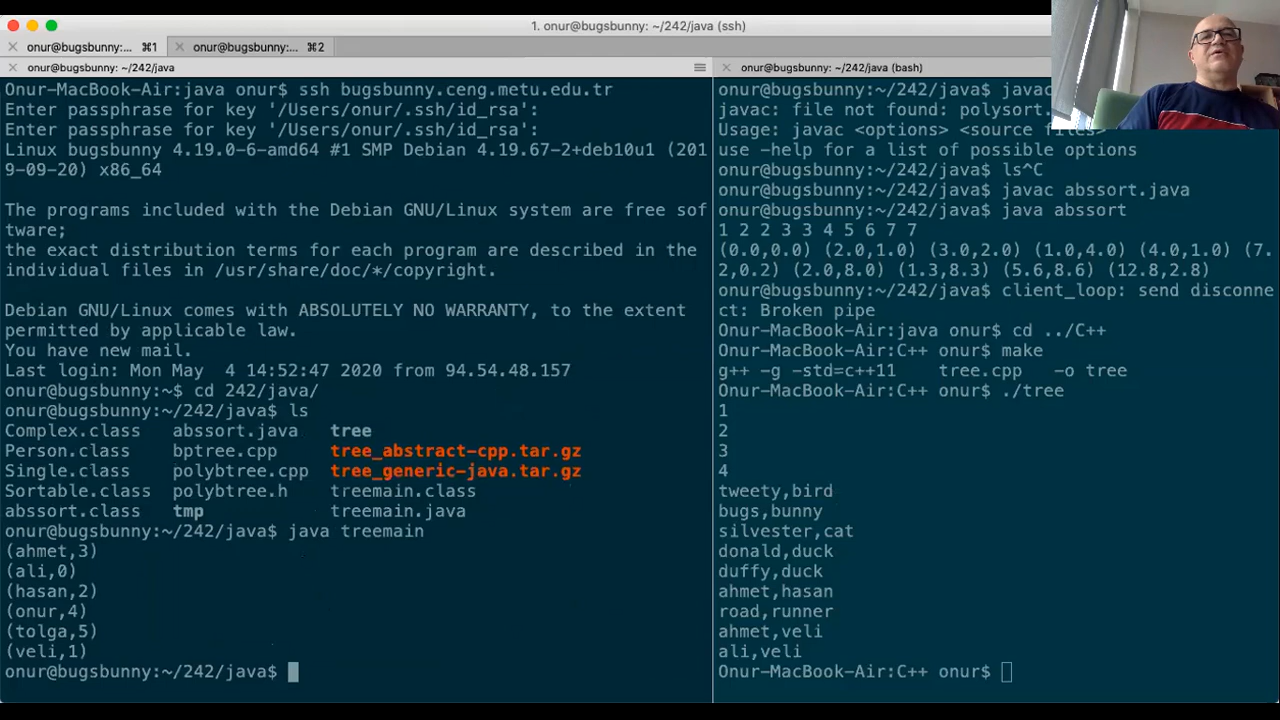 1. onur@bugsbunny: ~/242/java (ssh)
onur@bugsbunny: ~/... ⌘1
onur@bugsbunny: ~/... ⌘2
onur@bugsbunny: ~/242/java
Onur-MacBook-Air:java onur$ ssh bugsbunny.ceng.metu.edu.tr
Enter passphrase for key '/Users/onur/.ssh/id_rsa':
Enter passphrase for key '/Users/onur/.ssh/id_rsa':
Linux bugsbunny 4.19.0-6-amd64 #1 SMP Debian 4.19.67-2+deb10u1 (201
9-09-20) x86_64
The programs included with the Debian GNU/Linux system are free sof
tware;
the exact distribution terms for each program are described in the
individual files in /usr/share/doc/*/copyright.
Debian GNU/Linux comes with ABSOLUTELY NO WARRANTY, to the extent
permitted by applicable law.
You have new mail.
Last login: Mon May  4 14:52:47 2020 from 94.54.48.157
onur@bugsbunny:~$ cd 242/java/
onur@bugsbunny:~/242/java$ ls
Complex.class abssort.java tree
Person.class bptree.cpp tree_abstract-cpp.tar.gz
Single.class polybtree.cpp tree_generic-java.tar.gz
Sortable.class polybtree.h treemain.class
abssort.class tmp treemain.java
onur@bugsbunny:~/242/java$ java treemain
(ahmet,3)
(ali,0)
(hasan,2)
(onur,4)
(tolga,5)
(veli,1)
onur@bugsbunny:~/242/java$
onur@bugsbunny: ~/242/java (bash)
onur@bugsbunny:~/242/java$ javac
javac: file not found: polysort.
Usage: javac <options> <source files>
use -help for a list of possible options
onur@bugsbunny:~/242/java$ ls^C
onur@bugsbunny:~/242/java$ javac abssort.java
onur@bugsbunny:~/242/java$ java abssort
1 2 2 3 3 4 5 6 7 7
(0.0,0.0) (2.0,1.0) (3.0,2.0) (1.0,4.0) (4.0,1.0) (7.
2,0.2) (2.0,8.0) (1.3,8.3) (5.6,8.6) (12.8,2.8)
onur@bugsbunny:~/242/java$ client_loop: send disconne
ct: Broken pipe
Onur-MacBook-Air:java onur$ cd ../C++
Onur-MacBook-Air:C++ onur$ make
g++ -g -std=c++11 tree.cpp -o tree
Onur-MacBook-Air:C++ onur$ ./tree
1
2
3
4
tweety,bird
bugs,bunny
silvester,cat
donald,duck
duffy,duck
ahmet,hasan
road,runner
ahmet,veli
ali,veli
Onur-MacBook-Air:C++ onur$